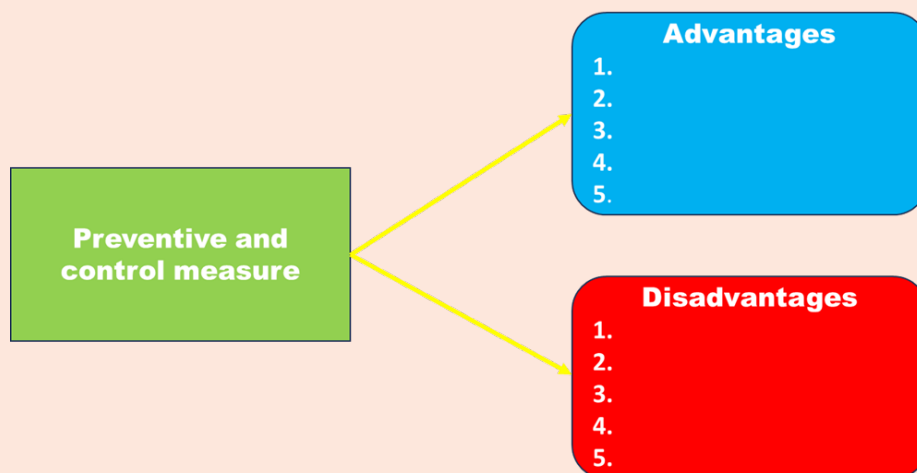 Advantages
1.
2.
3.
4.
5.
Preventive and
control measure
Disadvantages
1.
2.
3.
4.
5.